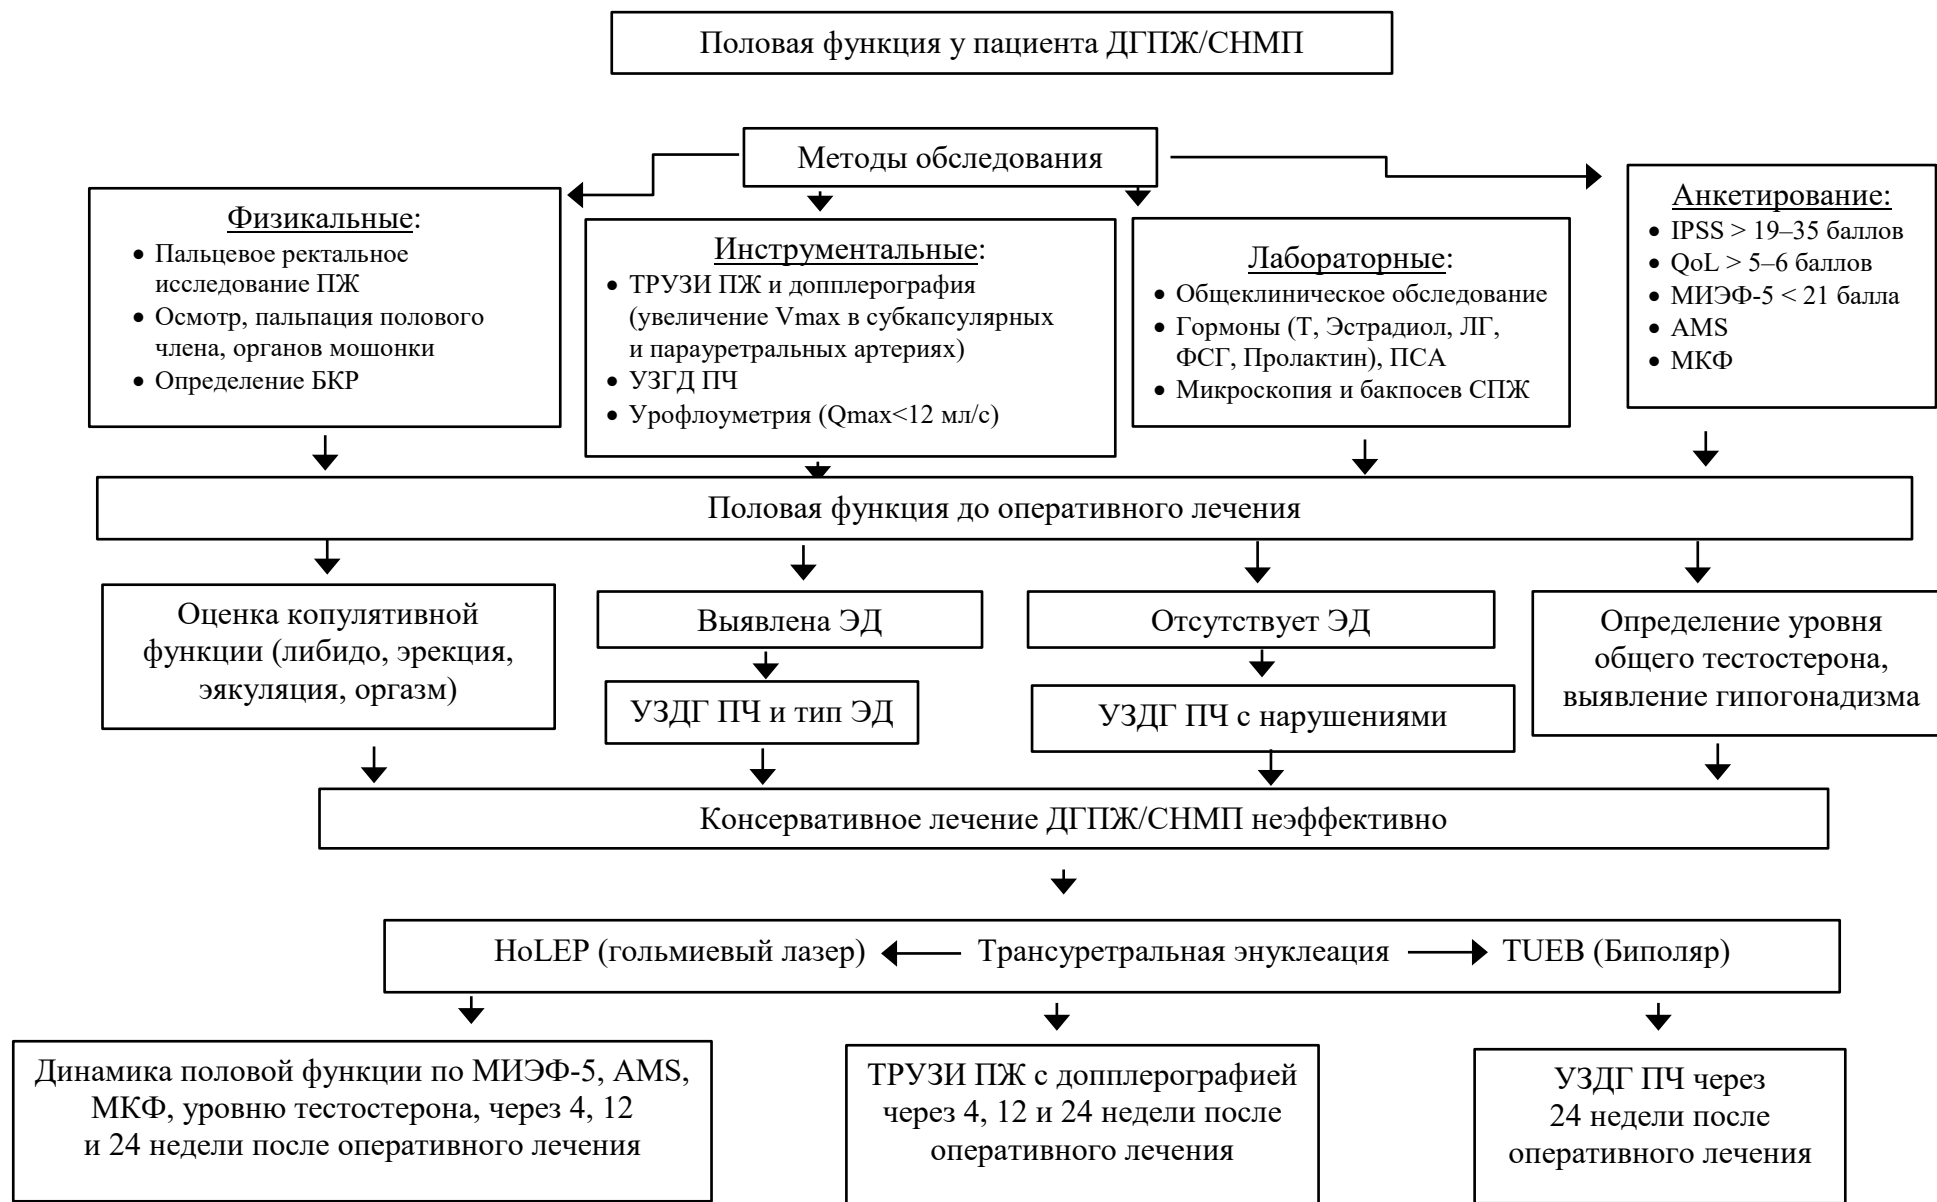 Половая функция у пациента ДГПЖ/СНМП
Методы обследования
Физикальные:
• Пальцевое ректальное
исследование ПЖ
• Осмотр, пальпация полового
члена, органов мошонки
• Определение БКР
Инструментальные:
• ТРУЗИ ПЖ и допплерография
(увеличение Vmax в субкапсулярных
и парауретральных артериях)
• УЗГД ПЧ
• Урофлоуметрия (Qmax<12 мл/с)
Лабораторные:
• Общеклиническое обследование
• Гормоны (Т, Эстрадиол, ЛГ,
ФСГ, Пролактин), ПСА
• Микроскопия и бакпосев СПЖ
Анкетирование:
• IPSS > 19–35 баллов
• QoL > 5–6 баллов
• МИЭФ-5 < 21 балла
• AMS
• МКФ
Половая функция до оперативного лечения
Оценка копулятивной
функции (либидо, эрекция,
эякуляция, оргазм)
Выявлена ЭД
УЗДГ ПЧ и тип ЭД
Отсутствует ЭД
УЗДГ ПЧ с нарушениями
Определение уровня
общего тестостерона,
выявление гипогонадизма
Консервативное лечение ДГПЖ/СНМП неэффективно
HoLEP (гольмиевый лазер) Трансуретральная энуклеация TUEB (Биполяр)
Динамика половой функции по МИЭФ-5, AMS,
МКФ, уровню тестостерона, через 4, 12
и 24 недели после оперативного лечения
ТРУЗИ ПЖ с допплерографией
через 4, 12 и 24 недели после
оперативного лечения
УЗДГ ПЧ через
24 недели после
оперативного лечения